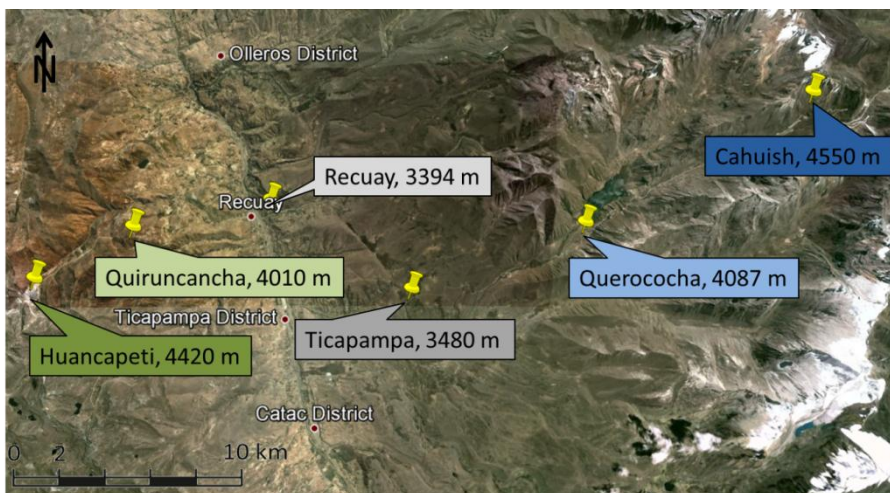 N
Olleros District
Cahuish, 4550 m
Recuay, 3394 m
Recuay
Quiruncancha, 4010 m
Querococha, 4087 m
Ticapampa District
Ticapampa, 3480 m
Huancapeti, 4420 m
Catac District
0 2 10 km